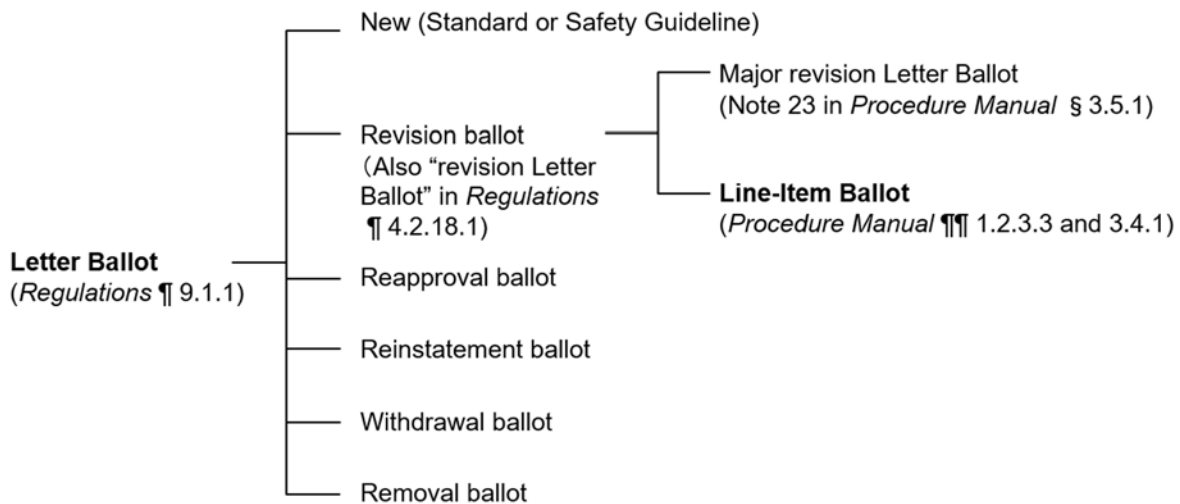 New (Standard or Safety Guideline)
Major revision Letter Ballot
(Note 23 in Procedure Manual § 3.5.1)
Revision ballot
（Also “revision Letter
Ballot” in Regulations
¶ 4.2.18.1)
Line-Item Ballot
(Procedure Manual ¶¶ 1.2.3.3 and 3.4.1)
Letter Ballot
(Regulations ¶ 9.1.1)
Reapproval ballot
Reinstatement ballot
Withdrawal ballot
Removal ballot